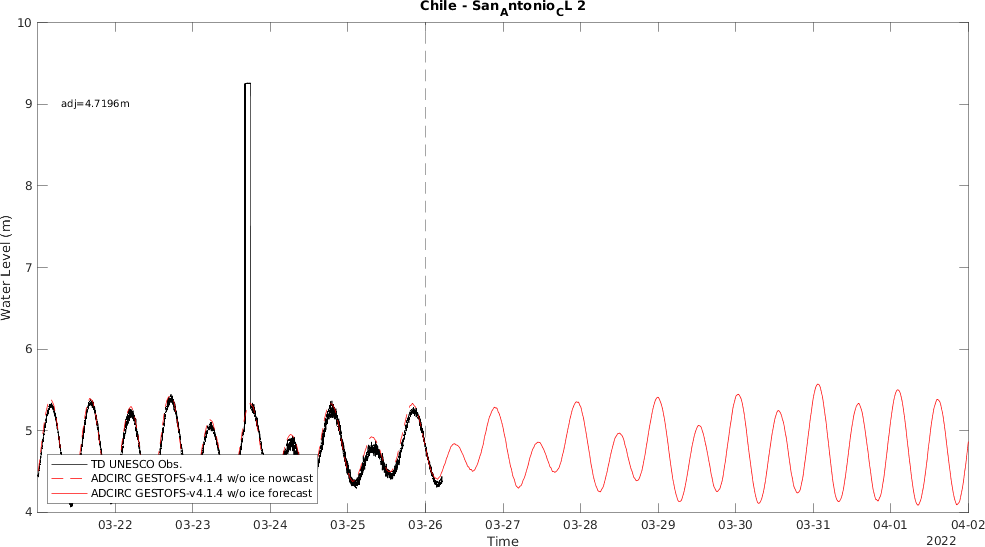 Chile - SanAntonioCL 2
10
9
8
7
6
5
4
Water Level (m)
adj=4.7196m
TD UNESCO Obs.
ADCIRC GESTOFS-v4.1.4 w/o ice nowcast
ADCIRC GESTOFS-v4.1.4 w/o ice forecast
03-22 03-23 03-24 03-25 03-26 03-27 03-28 03-29 03-30 03-31 04-01 04-02
Time
2022